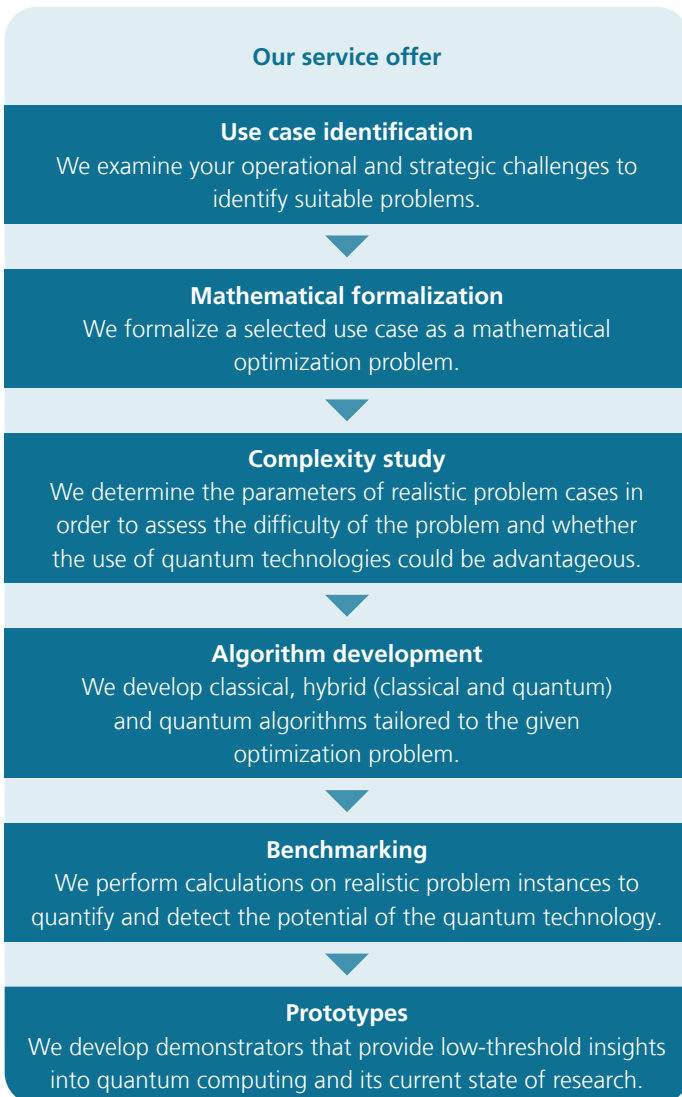 Our service offer
Use case identification
We examine your operational and strategic challenges to
identify suitable problems.
Mathematical formalization
We formalize a selected use case as a mathematical
optimization problem.
Complexity study
We determine the parameters of realistic problem cases in
order to assess the difficulty of the problem and whether
the use of quantum technologies could be advantageous.
Algorithm development
We develop classical, hybrid (classical and quantum)
and quantum algorithms tailored to the given
optimization problem.
Benchmarking
We perform calculations on realistic problem instances to
quantify and detect the potential of the quantum technology.
Prototypes
We develop demonstrators that provide low-threshold insights
into quantum computing and its current state of research.